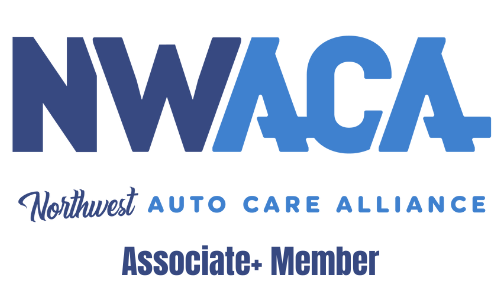 NWACA
Northwest AUTO CARE ALLIANCE
Associate+ Member